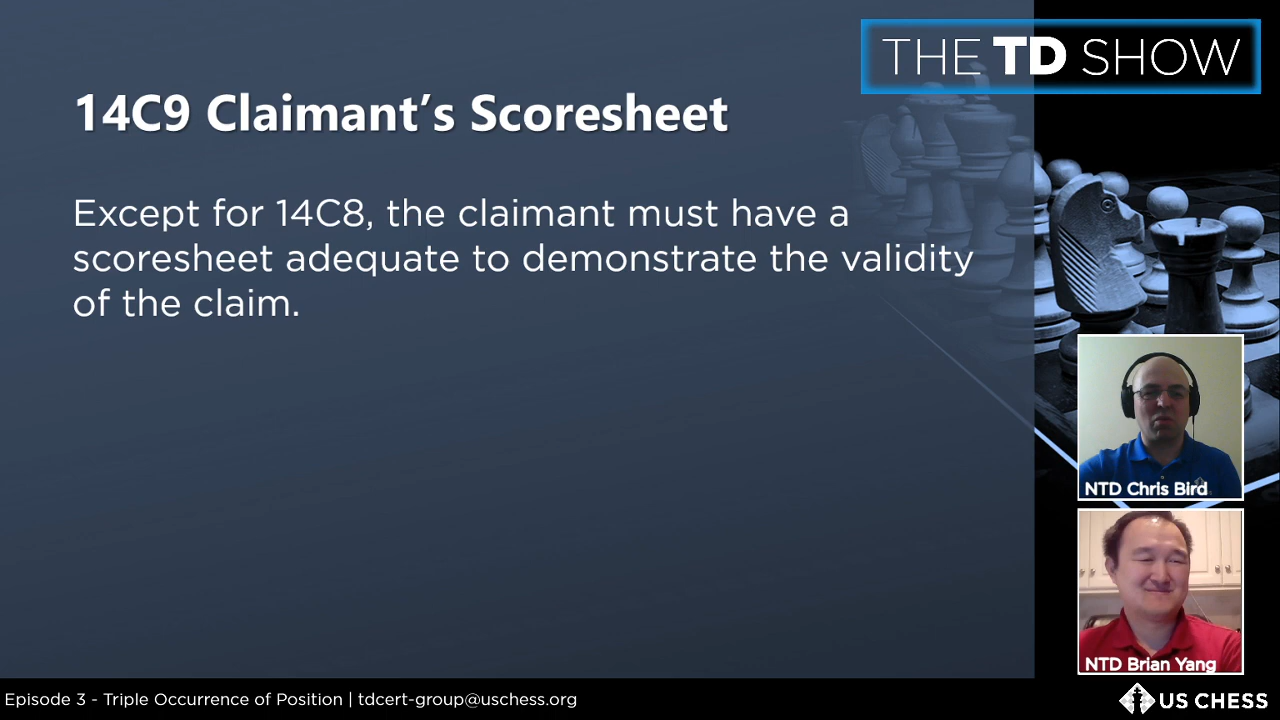 THE TD SHOW
14C9 Claimant’s Scoresheet
Except for 14C8, the claimant must have a
scoresheet adequate to demonstrate the validity
of the claim.
NTD Chris Bird
NTD Brian Yang
Episode 3 - Triple Occurrence of Position | tdcert-group@uschess.org
US CHESS